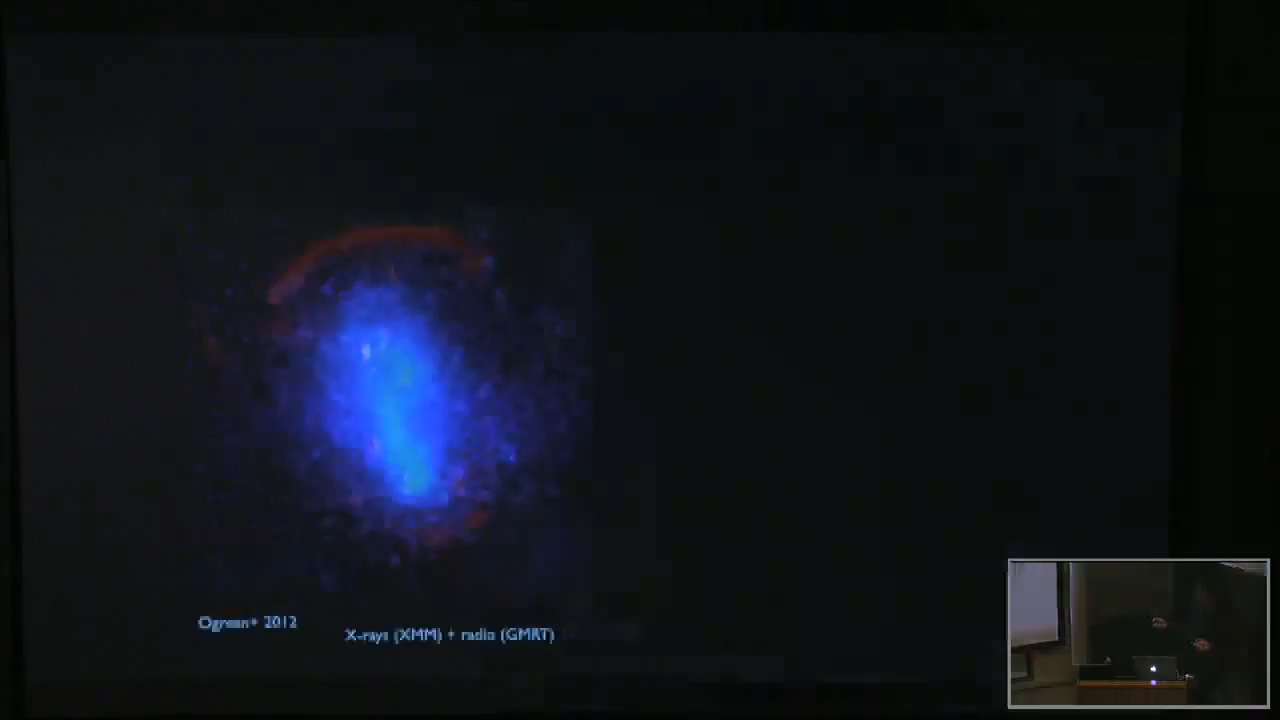 Ogrean+ 2012
X-rays (XMM) + radio (GMRT)